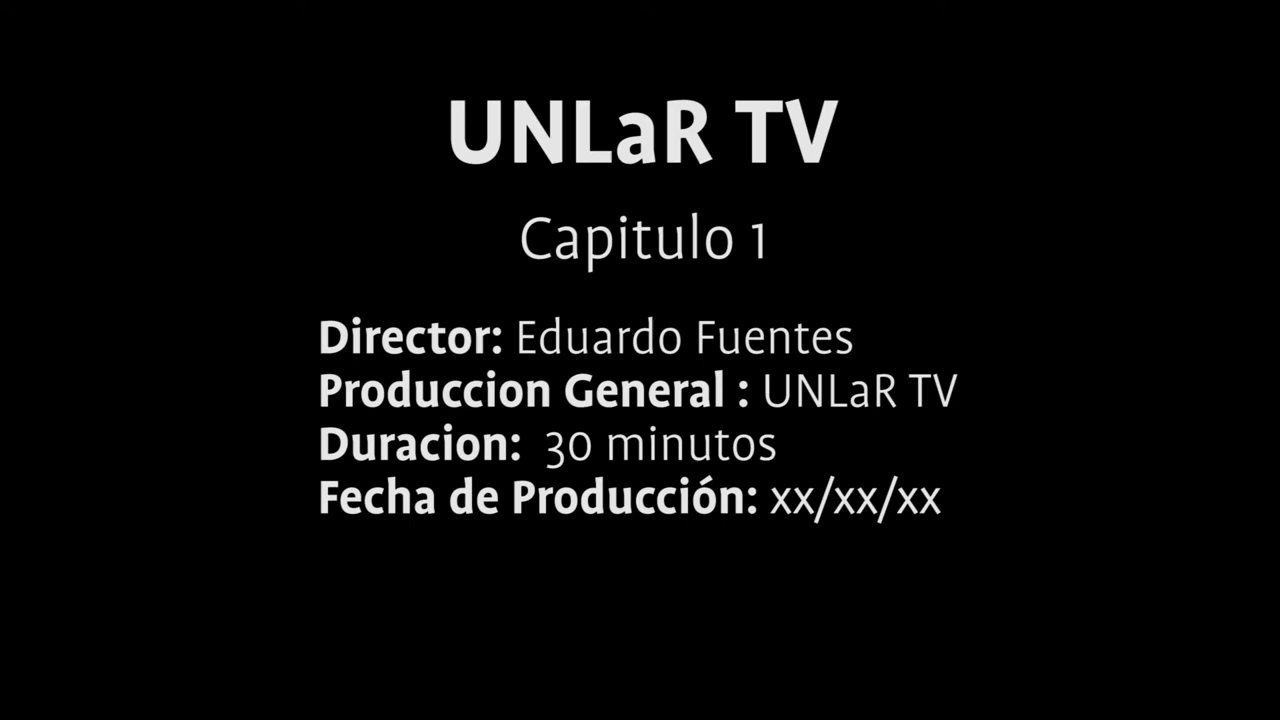 UNLaR TV
Capitulo 1
Director: Eduardo Fuentes
Produccion General : UNLaR TV
Duracion: 30 minutos
Fecha de Producción: xx/xx/xx